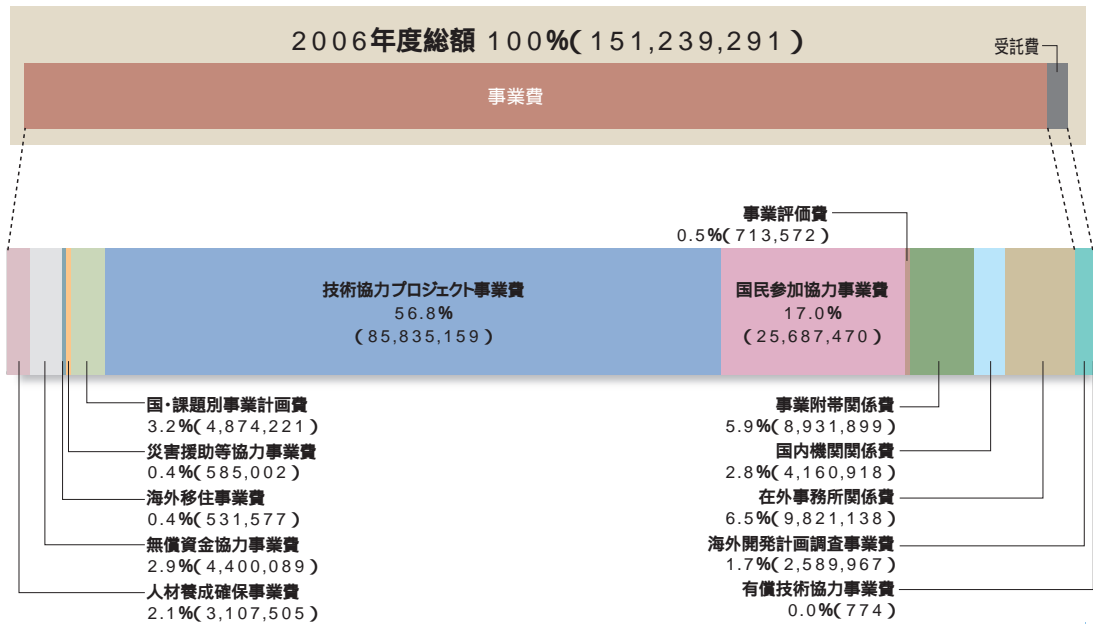 2006年度総額 100%(151,239,291)
受託費
事業費
事業評価費
0.5%(713,572)
技術協力プロジェクト事業費
56.8%
(85,835,159)
国民参加協力事業費
17.0%
(25,687,470)
国・課題別事業計画費
3.2%(4,874,221)
災害援助等協力事業費
0.4%(585,002)
海外移住事業費
0.4%(531,577)
無償資金協力事業費
2.9%(4,400,089)
人材養成確保事業費
2.1%(3,107,505)
事業附帯関係費
5.9%(8,931,899)
国内機関関係費
2.8%(4,160,918)
在外事務所関係費
6.5%(9,821,138)
海外開発計画調査事業費
1.7%(2,589,967)
有償技術協力事業費
0.0%(774)